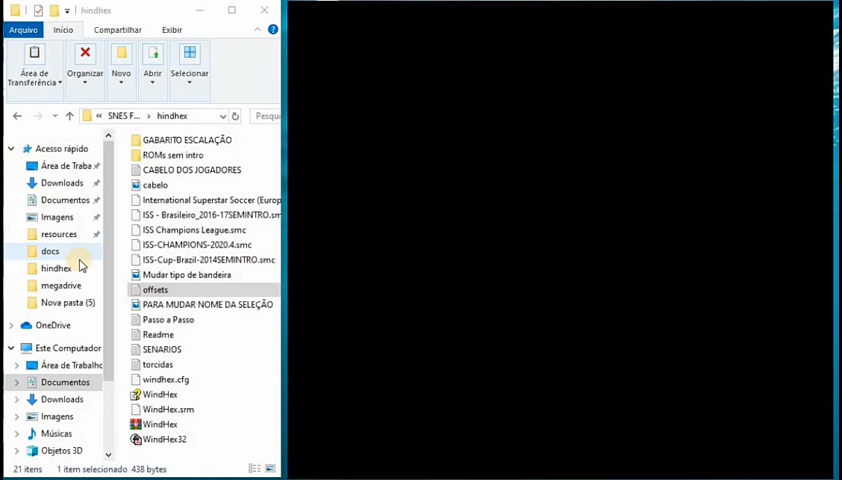 hindhex
Arquivo Início Compartilhar Exibir
Área de Transferência Organizar Novo Abrir Selecionar
« SNES F... › hindhex Pesqu
Acesso rápido
Área de Traba
Downloads
Documentos
Imagens
resources
docs
hindhex
megadrive
Nova pasta (5)
OneDrive
Este Computador
Área de Trabalho
Documentos
Downloads
Imagens
Músicas
Objetos 3D
GABARITO ESCALAÇÃO
ROMs sem intro
CABELO DOS JOGADORES
cabelo
International Superstar Soccer (Europ
ISS - Brasileiro_2016-17SEMINTRO.sm
ISS Champions League.smc
ISS-CHAMPIONS-2020.4.smc
ISS-Cup-Brazil-2014SEMINTRO.smc
Mudar tipo de bandeira
offsets
PARA MUDAR NOME DA SELEÇÃO
Passo a Passo
Readme
SENARIOS
torcidas
windhex.cfg
WindHex
WindHex.srm
WindHex
WindHex32
21 itens 1 item selecionado 438 bytes